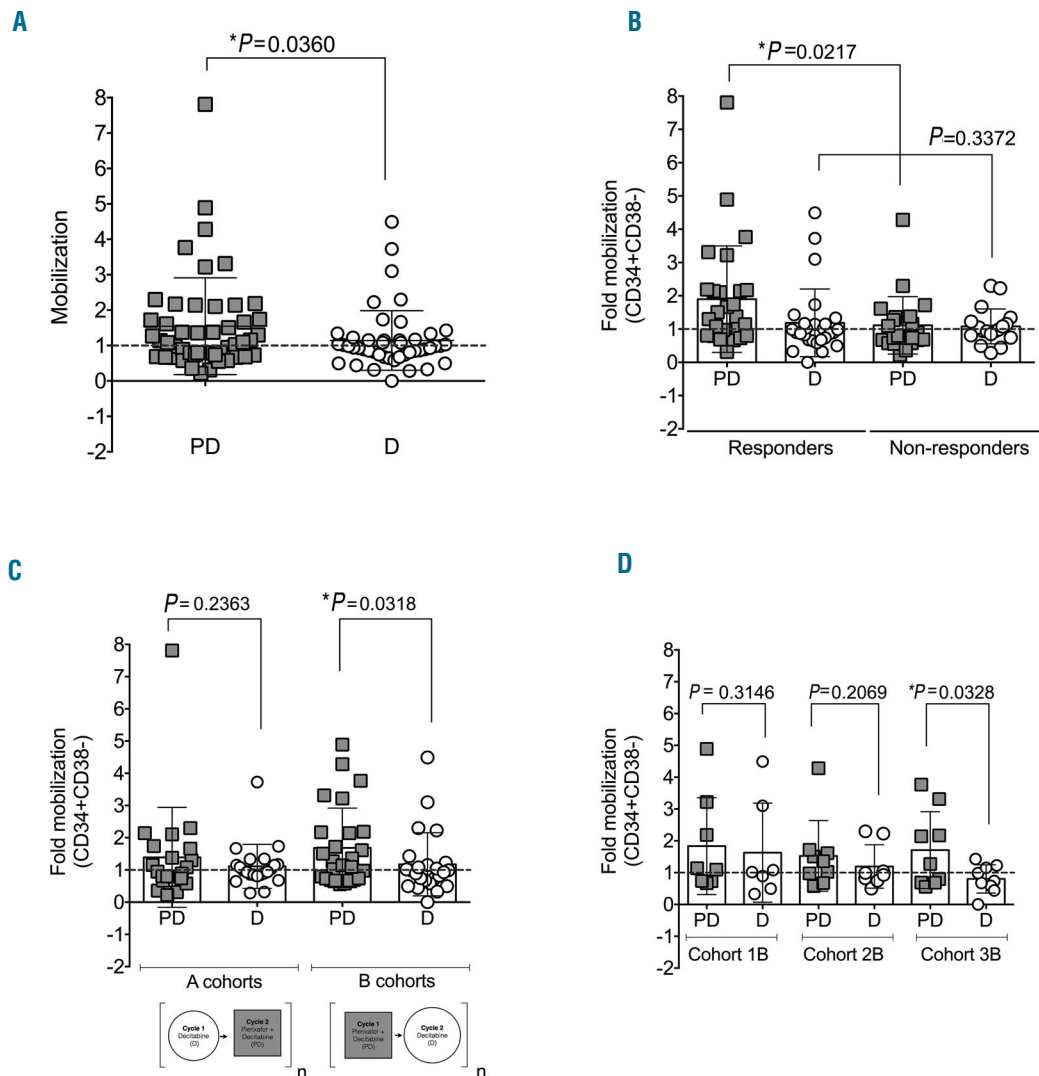 A
*P=0.0360
Mobilization
8
7
6
5
4
3
2
1
0
-1
-2
PD D
B
*P=0.0217
P=0.3372
Fold mobilization
(CD34+CD38-)
8
7
6
5
4
3
2
1
0
-1
-2
PD D PD D
Responders Non-responders
C
P=0.2363 *P=0.0318
Fold mobilization
(CD34+CD38-)
8
7
6
5
4
3
2
1
0
-1
-2
PD D PD D
A cohorts B cohorts
Cycle 1
Decitabine
(D)
Cycle 2
Plerixafor +
Decitabine
(PD)
n
Cycle 1
Plerixafor +
Decitabine
(PD)
Cycle 2
Decitabine
(D)
n
D
P = 0.3146 P=0.2069 *P=0.0328
Fold mobilization
(CD34+CD38-)
8
7
6
5
4
3
2
1
0
-1
-2
PD D PD D PD D
Cohort 1B Cohort 2B Cohort 3B